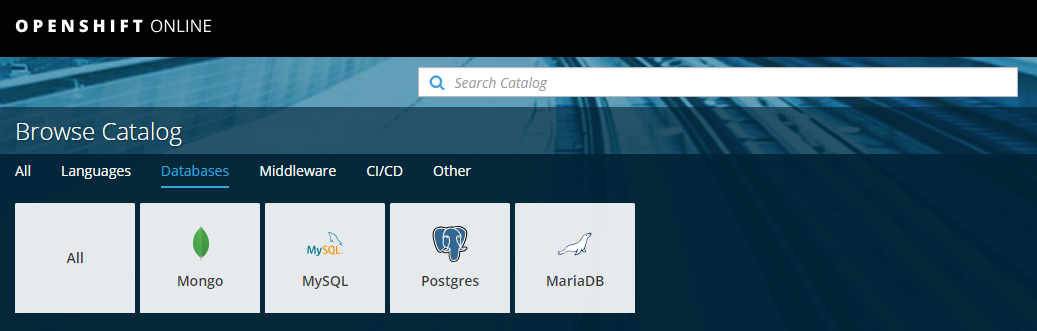 OPENSHIFT ONLINE
Search Catalog
Browse Catalog
All Languages Databases Middleware CI/CD Other
All
Mongo
MySQL
MySQL
Postgres
MariaDB